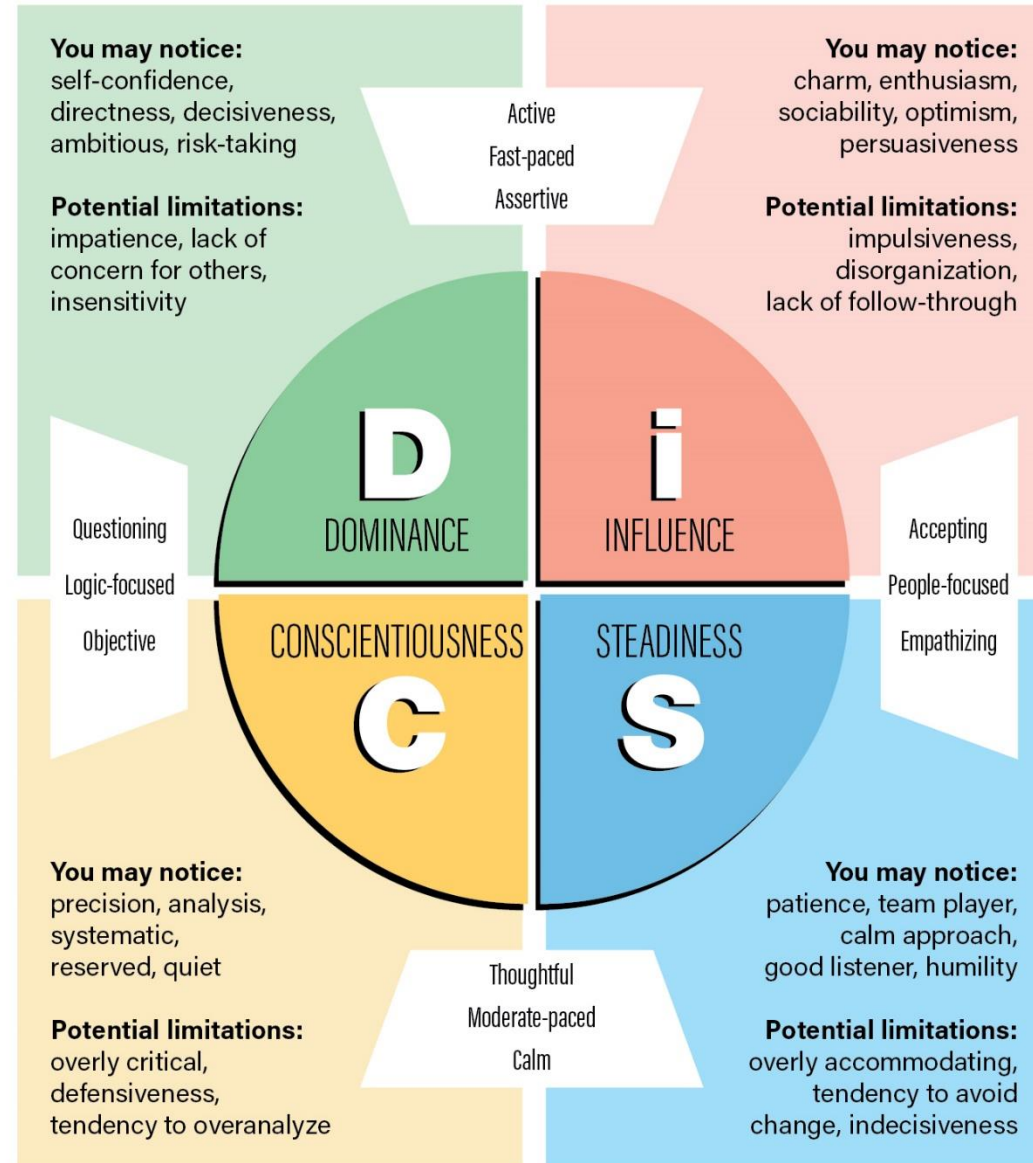 You may notice:
self-confidence,
directness, decisiveness,
ambitious, risk-taking
Potential limitations:
impatience, lack of
concern for others,
insensitivity
Active
Fast-paced
Assertive
You may notice:
charm, enthusiasm,
sociability, optimism,
persuasiveness
Potential limitations:
impulsiveness,
disorganization,
lack of follow-through
D
DOMINANCE
i
INFLUENCE
Questioning
Logic-focused
Objective
Accepting
People-focused
Empathizing
CONSCIENTIOUSNESS
C
STEADINESS
S
You may notice:
precision, analysis,
systematic,
reserved, quiet
Potential limitations:
overly critical,
defensiveness,
tendency to overanalyze
Thoughtful
Moderate-paced
Calm
You may notice:
patience, team player,
calm approach,
good listener, humility
Potential limitations:
overly accommodating,
tendency to avoid
change, indecisiveness